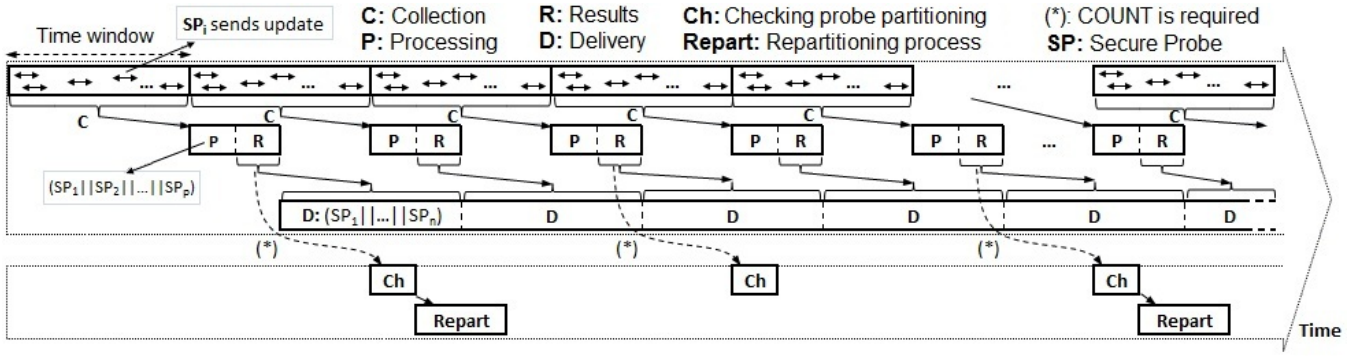 SPi sends update
C: Collection R: Results Ch: Checking probe partitioning (*): COUNT is required
Time window P: Processing D: Delivery Repart: Repartitioning process SP: Secure Probe
... ... ... ... ... ... ...
C C C C C C
P R P R P R P R P R ... P R
(SP1||SP2||...||SPp)
D: (SP1||...||SPn) D D D D D
(*) (*) (*)
Ch Ch Ch
Repart Repart
Time